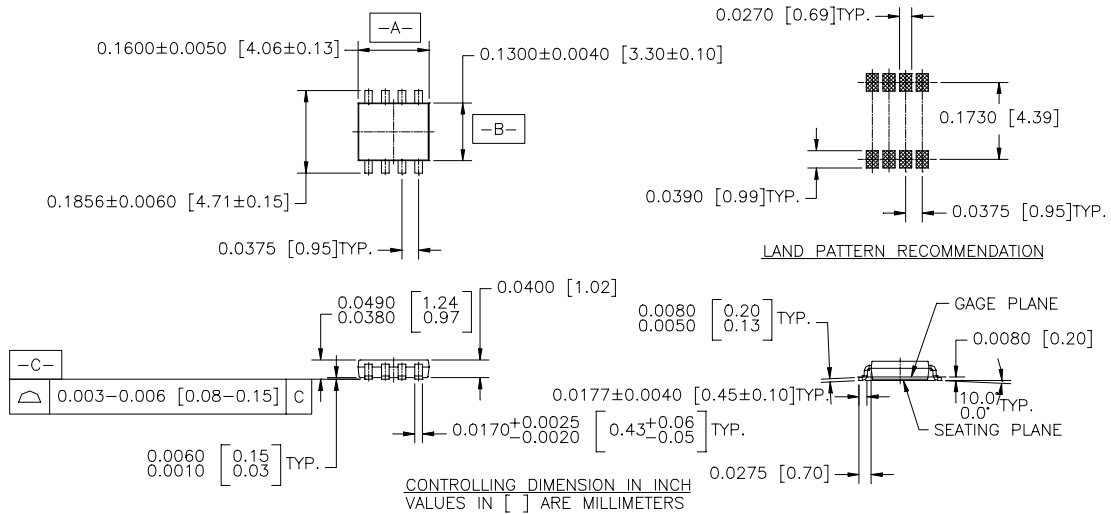 0.0270 [0.69]TYP.
-A-
0.1600±0.0050 [4.06±0.13]
0.1300±0.0040 [3.30±0.10]
-B-
0.1730 [4.39]
0.1856±0.0060 [4.71±0.15]
0.0390 [0.99]TYP.
0.0375 [0.95]TYP.
0.0375 [0.95]TYP.
LAND PATTERN RECOMMENDATION
0.0490 [1.24
0.0380 0.97]
0.0400 [1.02]
0.0080 [0.20
0.0050 0.13] TYP.
GAGE PLANE
0.0080 [0.20]
-C-
0.003-0.006 [0.08-0.15] C
0.0177±0.0040 [0.45±0.10]TYP.
10.0°
0.0° TYP.
0.0170+0.0025 -0.0020 [0.43+0.06 -0.05] TYP.
SEATING PLANE
0.0060 [0.15
0.0010 0.03] TYP.
0.0275 [0.70]
CONTROLLING DIMENSION IN INCH
VALUES IN [ ] ARE MILLIMETERS